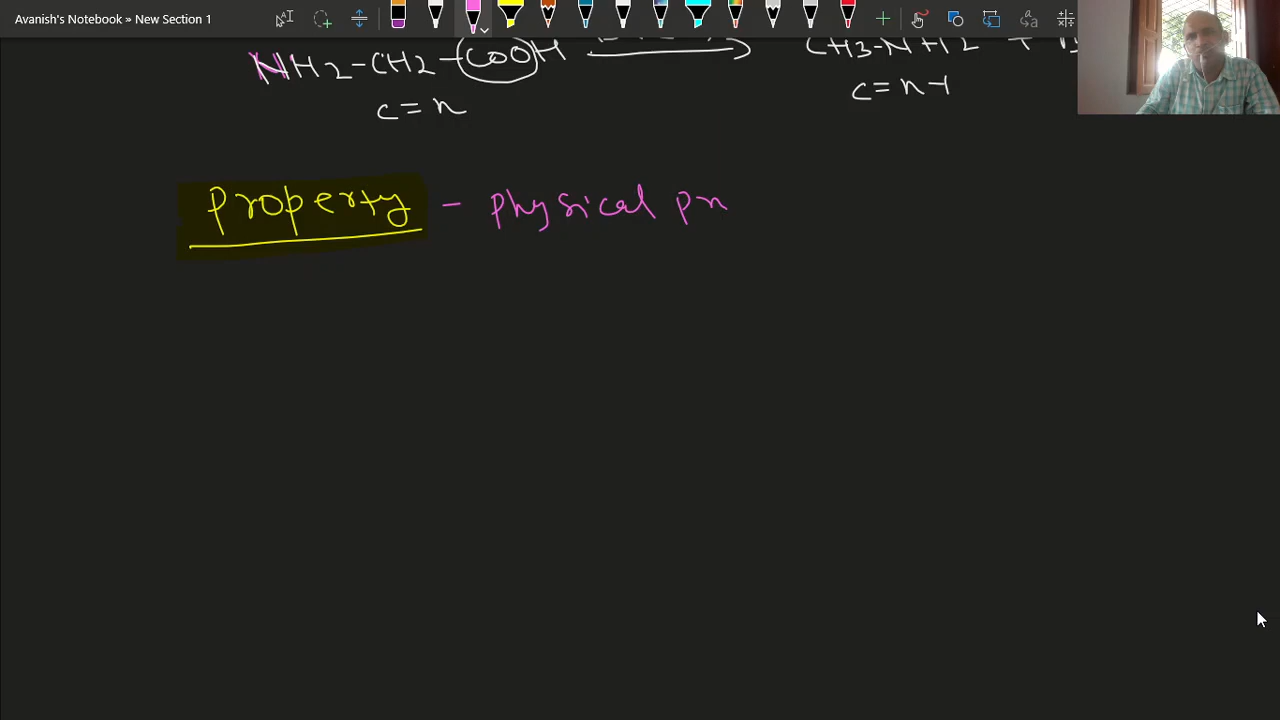 Avanish's Notebook » New Section 1
NH2-CH2-COOH CH3-NH2 +
c=n c=n-1
property - physical pr